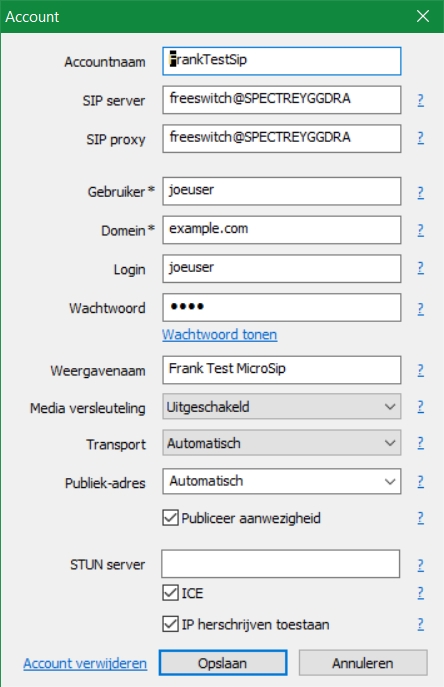 Account
Accountnaam FrankTestSip
SIP server freeswitch@SPECTREYGGDRA ?
SIP proxy freeswitch@SPECTREYGGDRA ?
Gebruiker* joeuser ?
Domein* example.com ?
Login joeuser ?
Wachtwoord ●●●● ?
Wachtwoord tonen
Weergavenaam Frank Test MicroSip ?
Media versleuteling Uitgeschakeld ?
Transport Automatisch ?
Publiek-adres Automatisch ?
Publiceer aanwezigheid ?
STUN server ?
ICE ?
IP herschrijven toestaan ?
Account verwijderen Opslaan Annuleren